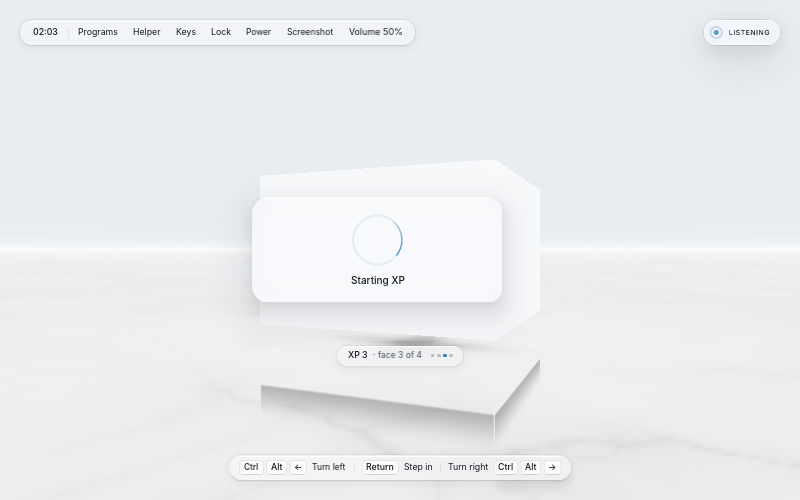 02:03 Programs Helper Keys Lock Power Screenshot Volume 50%
LISTENING
Starting XP
XP 3 · face 3 of 4
Ctrl Alt ← Turn left Return Step in Turn right Ctrl Alt →